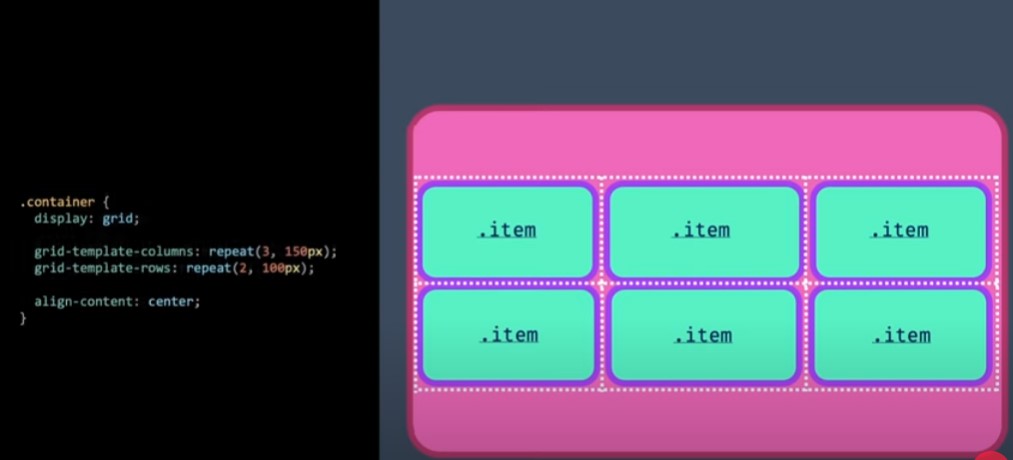 .container {
display: grid;
grid-template-columns: repeat(3, 150px);
grid-template-rows: repeat(2, 100px);
align-content: center;
}
.item .item .item
.item .item .item